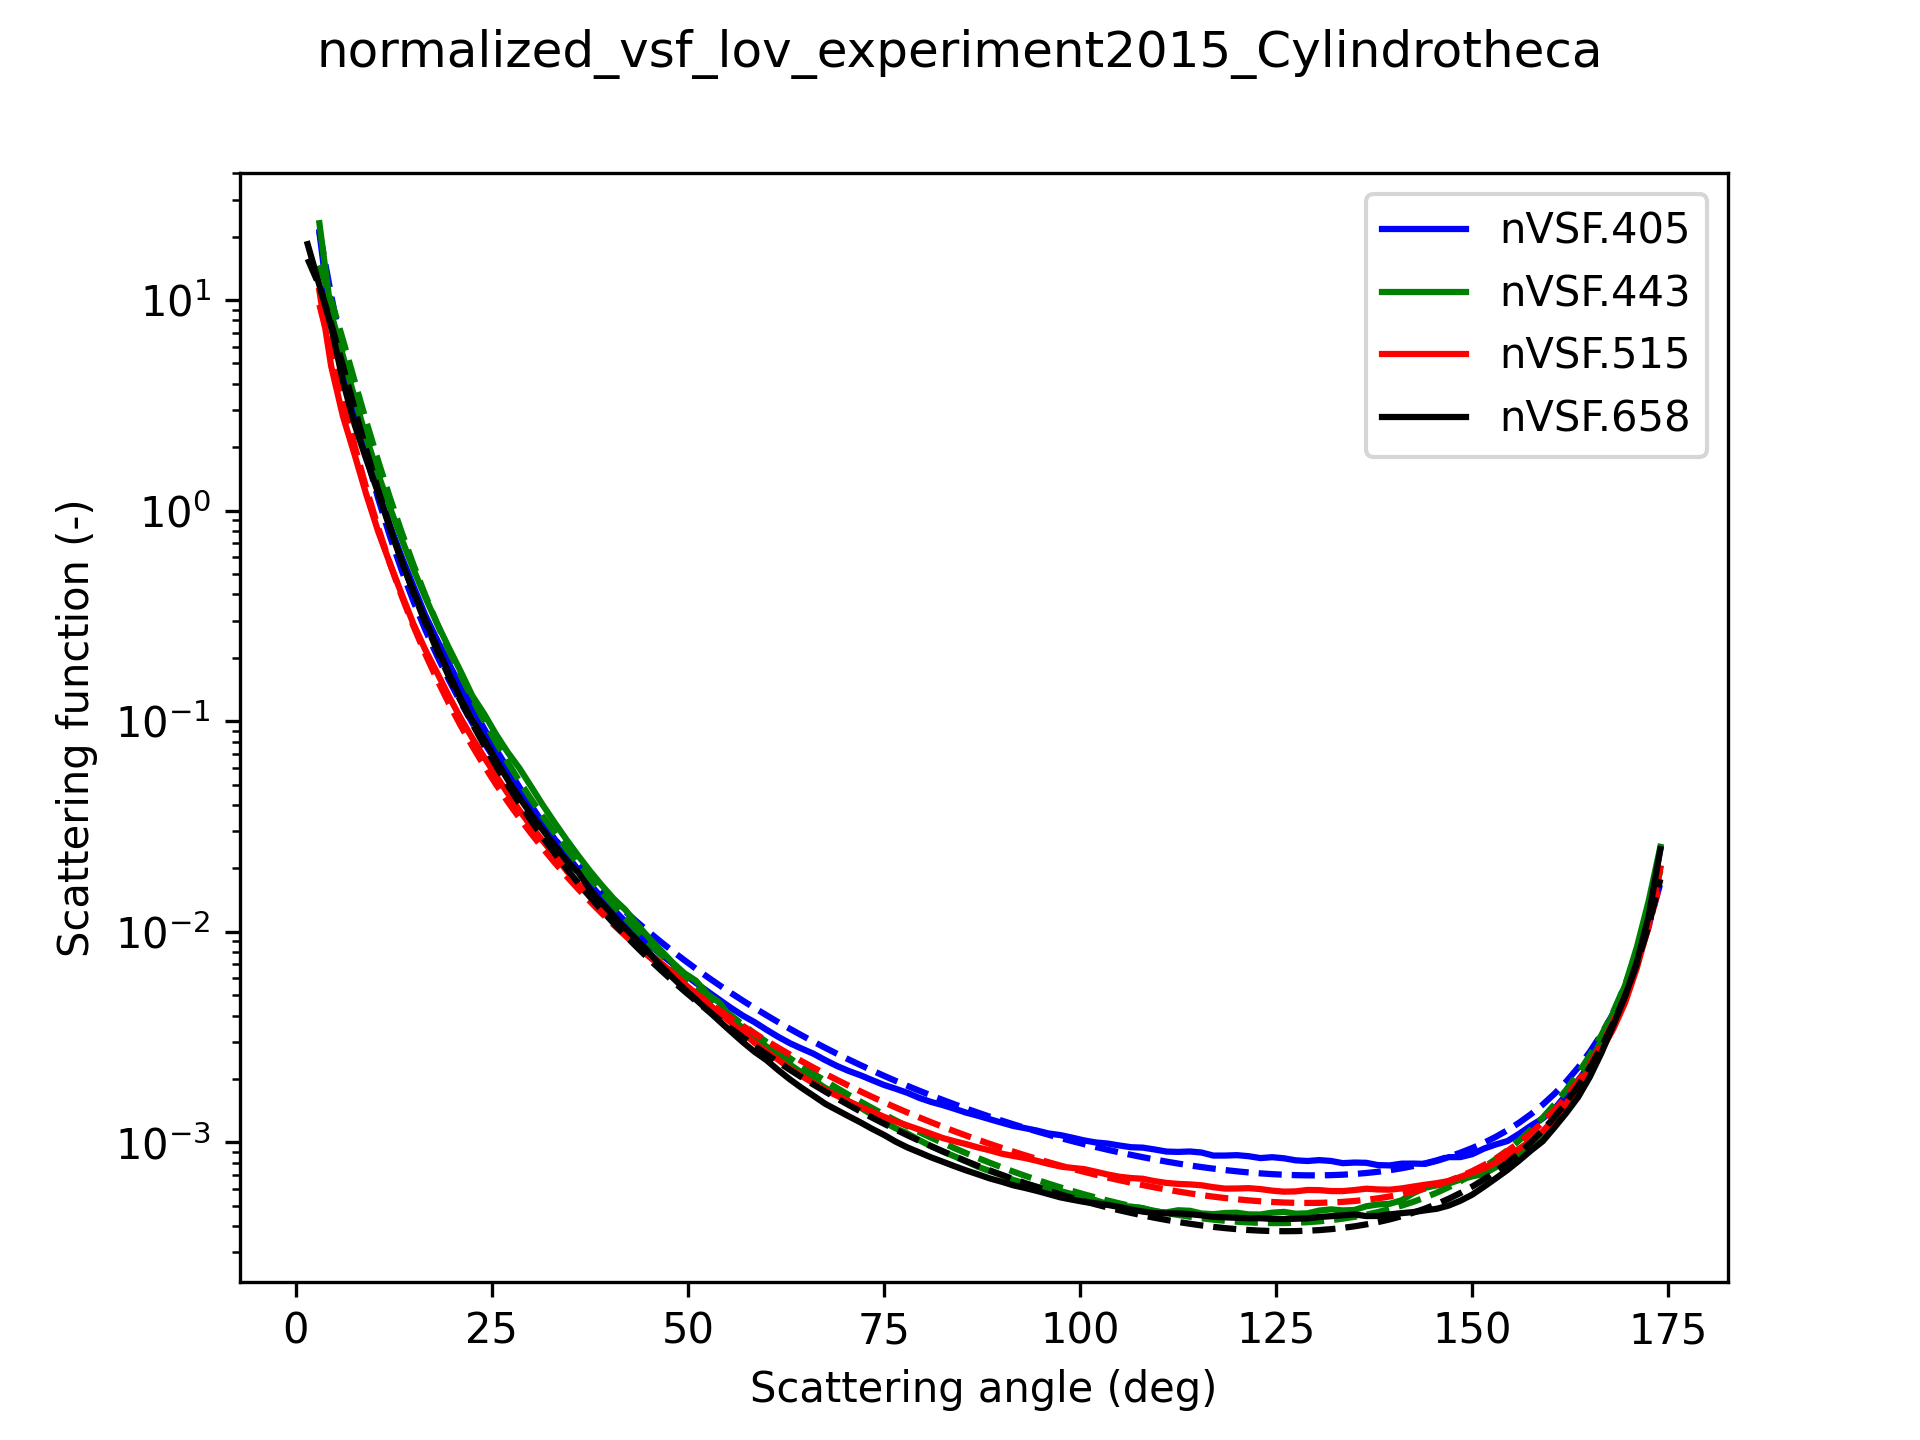 normalized_vsf_lov_experiment2015_Cylindrotheca
nVSF.405
nVSF.443
nVSF.515
nVSF.658
Scattering function (-)
10¹
10⁰
10⁻¹
10⁻²
10⁻³
0 25 50 75 100 125 150 175
Scattering angle (deg)